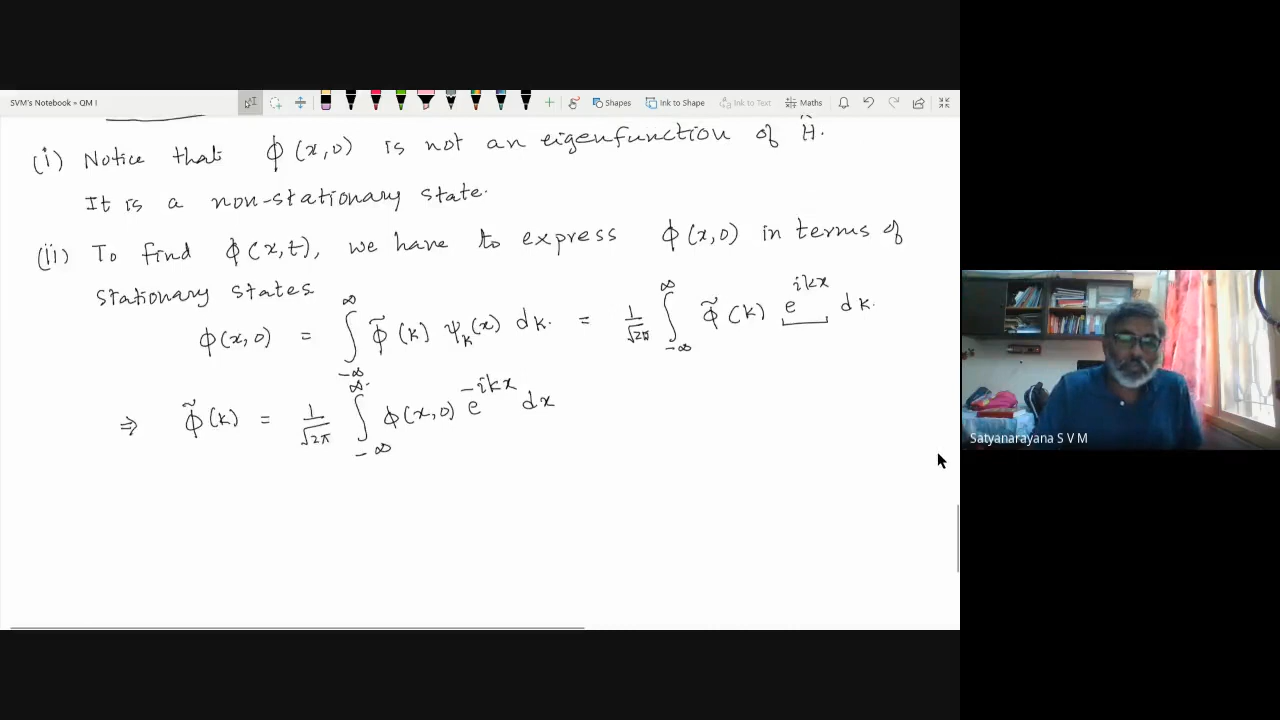 SVM's Notebook = QM I
Shapes Ink to Shape Ink to Text Maths
(i) Notice that ϕ(x,0) is not an eigenfunction of Ĥ.
It is a non-stationary state.
(ii) To find ϕ(x,t), we have to express ϕ(x,0) in terms of
stationary states
ϕ(x,0) = ∫_{-∞}^{∞} ϕ̃(k) ψ_k(x) dk. = 1/√2π ∫_{-∞}^{∞} ϕ̃(k) e^{ikx} dk.
⇒ ϕ̃(k) = 1/√2π ∫_{-∞}^{∞} ϕ(x,0) e^{-ikx} dx
Satyanarayana S V M